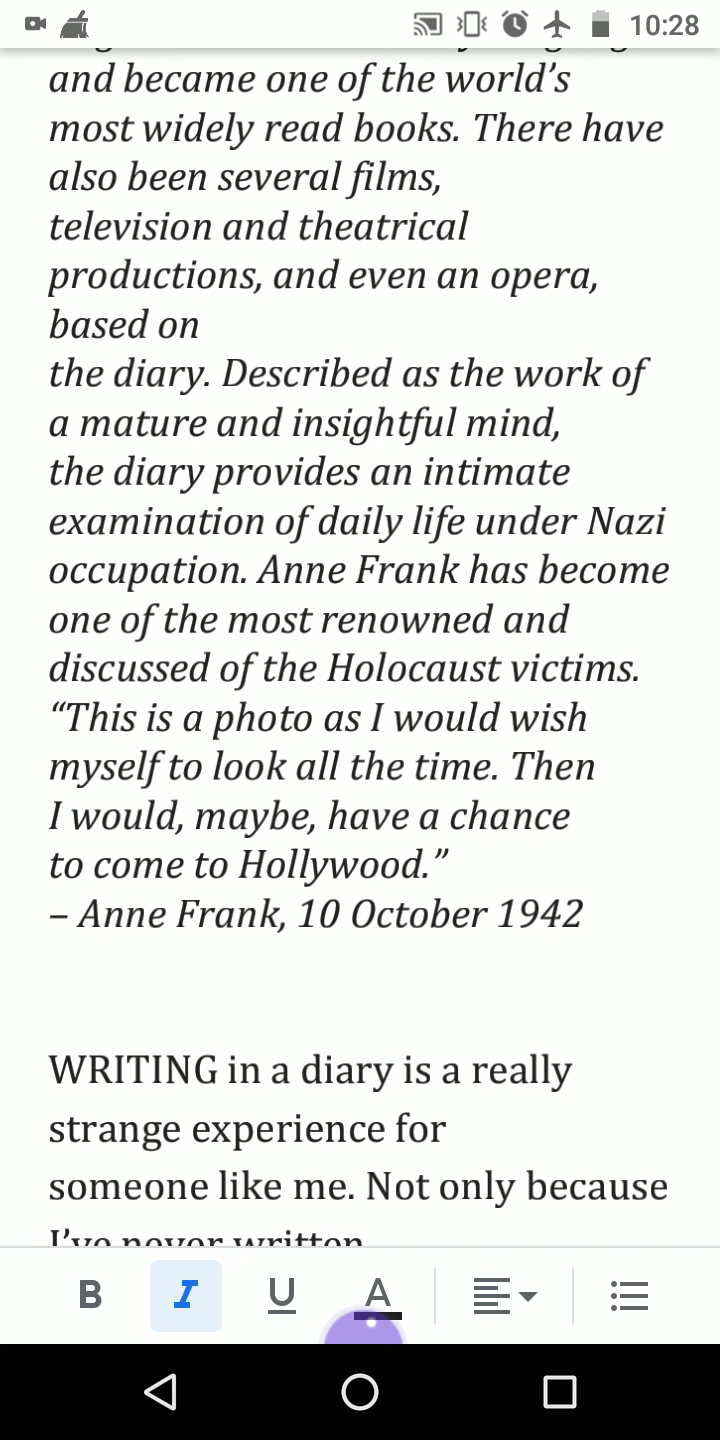 10:28
and became one of the world’s
most widely read books. There have
also been several films,
television and theatrical
productions, and even an opera,
based on
the diary. Described as the work of
a mature and insightful mind,
the diary provides an intimate
examination of daily life under Nazi
occupation. Anne Frank has become
one of the most renowned and
discussed of the Holocaust victims.
“This is a photo as I would wish
myself to look all the time. Then
I would, maybe, have a chance
to come to Hollywood.”
– Anne Frank, 10 October 1942
WRITING in a diary is a really
strange experience for
someone like me. Not only because
I’ve never written
B I U A